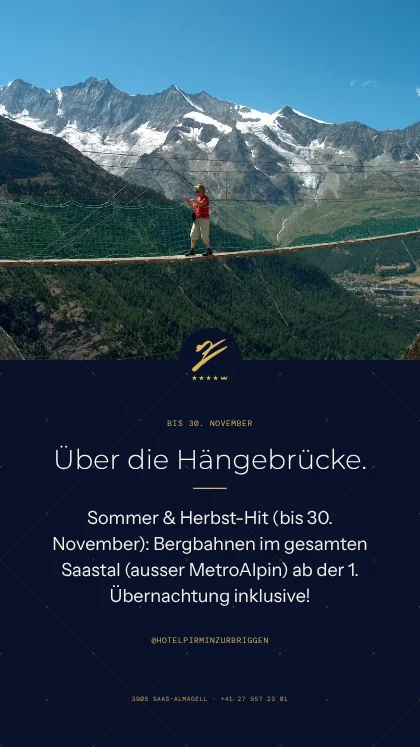 BIS 30. NOVEMBER
Über die Hängebrücke.
Sommer & Herbst-Hit (bis 30.
November): Bergbahnen im gesamten
Saastal (ausser MetroAlpin) ab der 1.
Übernachtung inklusive!
@HOTELPIRMINZURBRIGGEN
3905 SAAS-ALMAGELL · +41 27 957 23 01